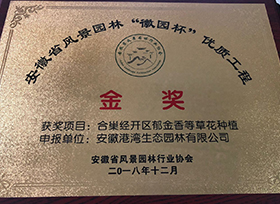 安徽省风景园林“徽园杯”优质工程
金奖
获奖项目：合巢经开区郁金香等草花种植
申报单位：安徽港湾生态园林有限公司
安徽省风景园林行业协会
二〇一八年十二月